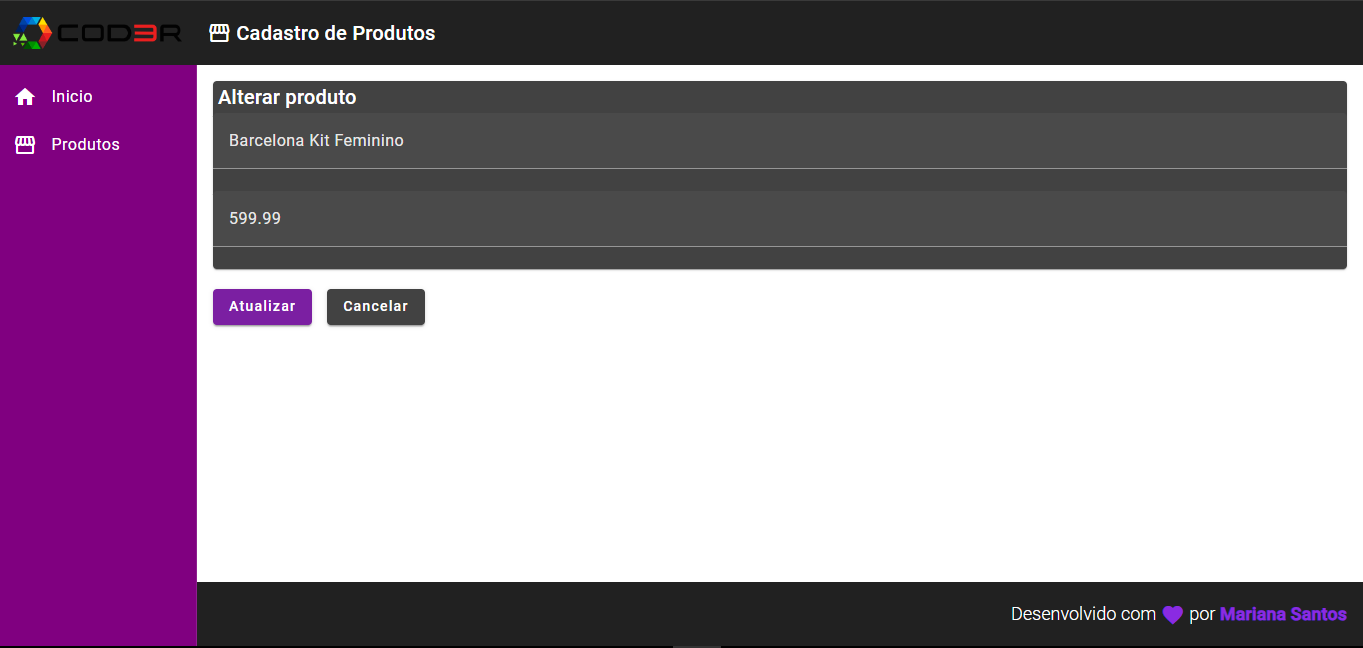 COD3R
Cadastro de Produtos
Inicio
Produtos
Alterar produto
Barcelona Kit Feminino
599.99
Atualizar
Cancelar
Desenvolvido com por Mariana Santos